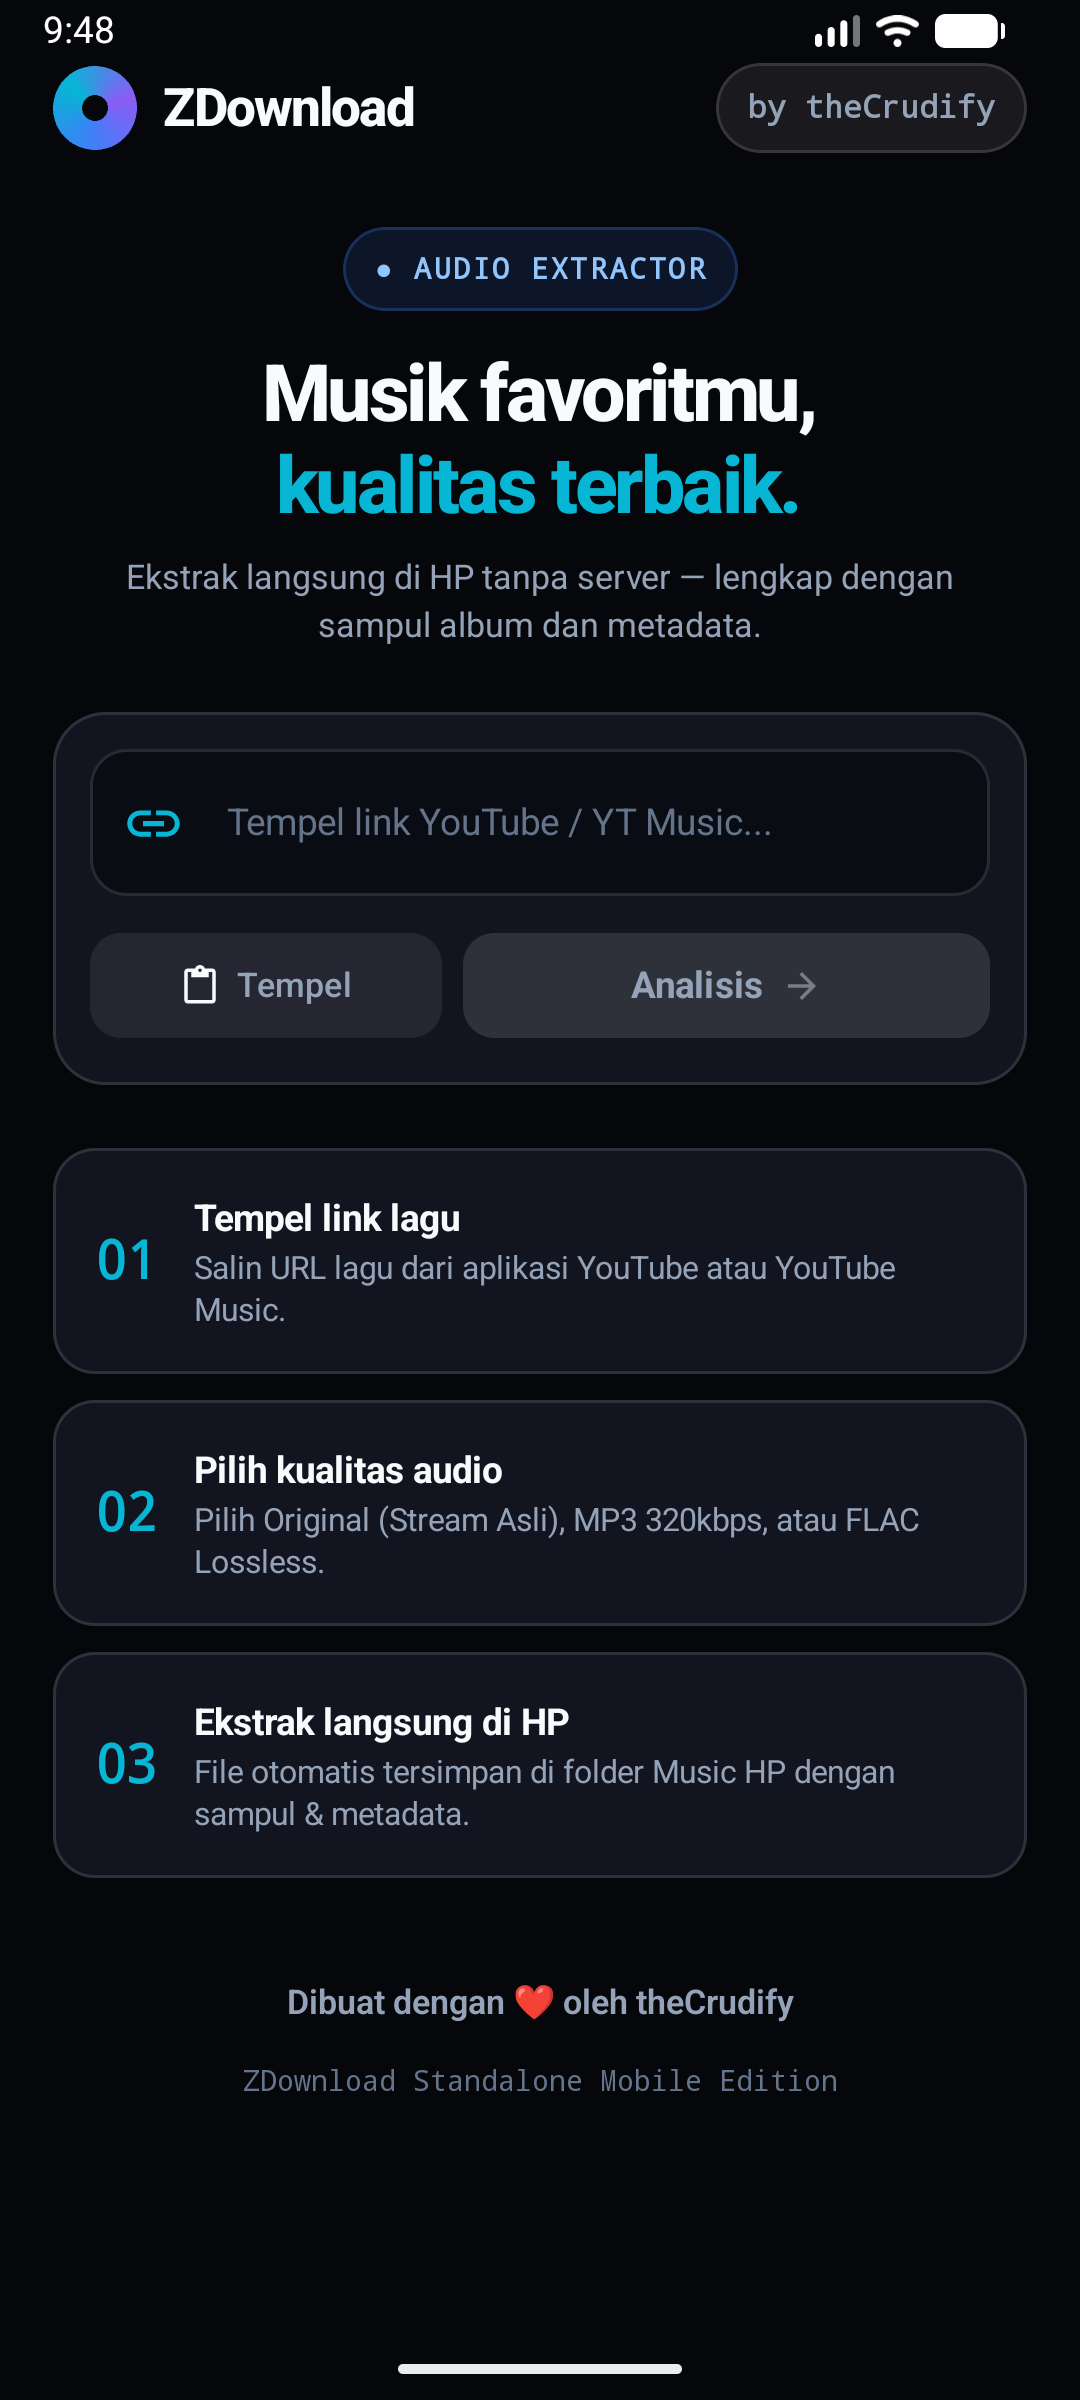 9:48
ZDownload
by theCrudify
• AUDIO EXTRACTOR
Musik favoritmu,
kualitas terbaik.
Ekstrak langsung di HP tanpa server — lengkap dengan
sampul album dan metadata.
Tempel link YouTube / YT Music...
Tempel
Analisis →
01
Tempel link lagu
Salin URL lagu dari aplikasi YouTube atau YouTube
Music.
02
Pilih kualitas audio
Pilih Original (Stream Asli), MP3 320kbps, atau FLAC
Lossless.
03
Ekstrak langsung di HP
File otomatis tersimpan di folder Music HP dengan
sampul & metadata.
Dibuat dengan ❤️ oleh theCrudify
ZDownload Standalone Mobile Edition